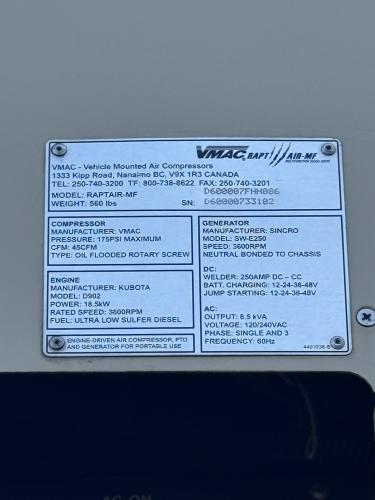 VMAC RAPTAIR-MF
VMAC - Vehicle Mounted Air Compressors
1333 Kipp Road, Nanaimo BC, V9X 1R3 CANADA
TEL: 250-740-3200 TF: 800-738-8622 FAX: 250-740-3201
MODEL: RAPTAIR-MF D600007FHH006
WEIGHT: 560 lbs SN: D60000733102
COMPRESSOR
MANUFACTURER: VMAC
PRESSURE: 175PSI MAXIMUM
CFM: 45CFM
TYPE: OIL FLOODED ROTARY SCREW
ENGINE
MANUFACTURER: KUBOTA
MODEL: D902
POWER: 18.5kW
RATED SPEED: 3600RPM
FUEL: ULTRA LOW SULFER DIESEL
ENGINE-DRIVEN AIR COMPRESSOR, PTO
AND GENERATOR FOR PORTABLE USE
GENERATOR
MANUFACTURER: SINCRO
MODEL: SW-E250
SPEED: 3600RPM
NEUTRAL BONDED TO CHASSIS
DC:
WELDER: 250AMP DC - CC
BATT. CHARGING: 12-24-36-48V
JUMP STARTING: 12-24-36-48V
AC:
OUTPUT: 8.5 kVA
VOLTAGE: 120/240VAC
PHASE: SINGLE AND 3
FREQUENCY: 60Hz